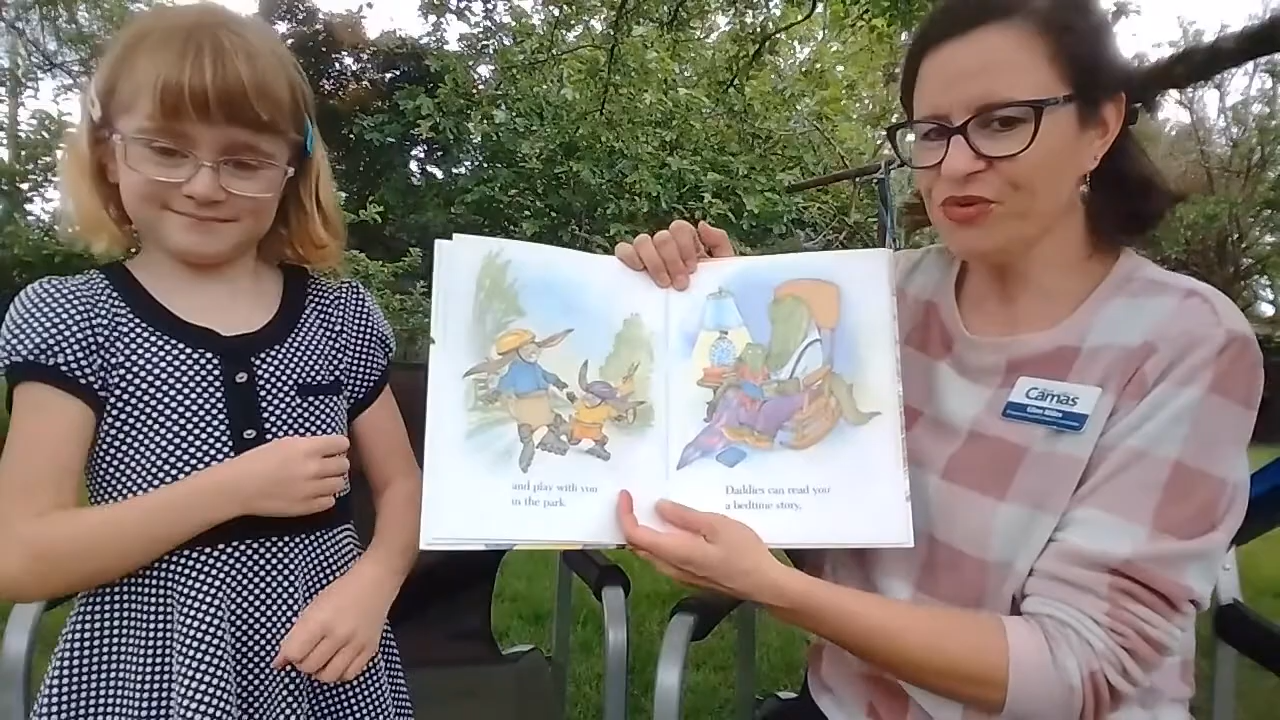 and play with you
in the park.
Daddies can read you
a bedtime story,
Camas